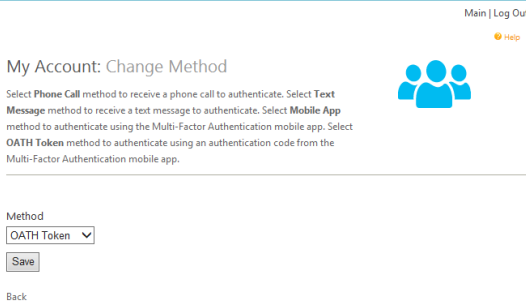 Main | Log Out
Help
My Account: Change Method
Select Phone Call method to receive a phone call to authenticate. Select Text
Message method to receive a text message to authenticate. Select Mobile App
method to authenticate using the Multi-Factor Authentication mobile app. Select
OATH Token method to authenticate using an authentication code from the
Multi-Factor Authentication mobile app.
Method
OATH Token
Save
Back